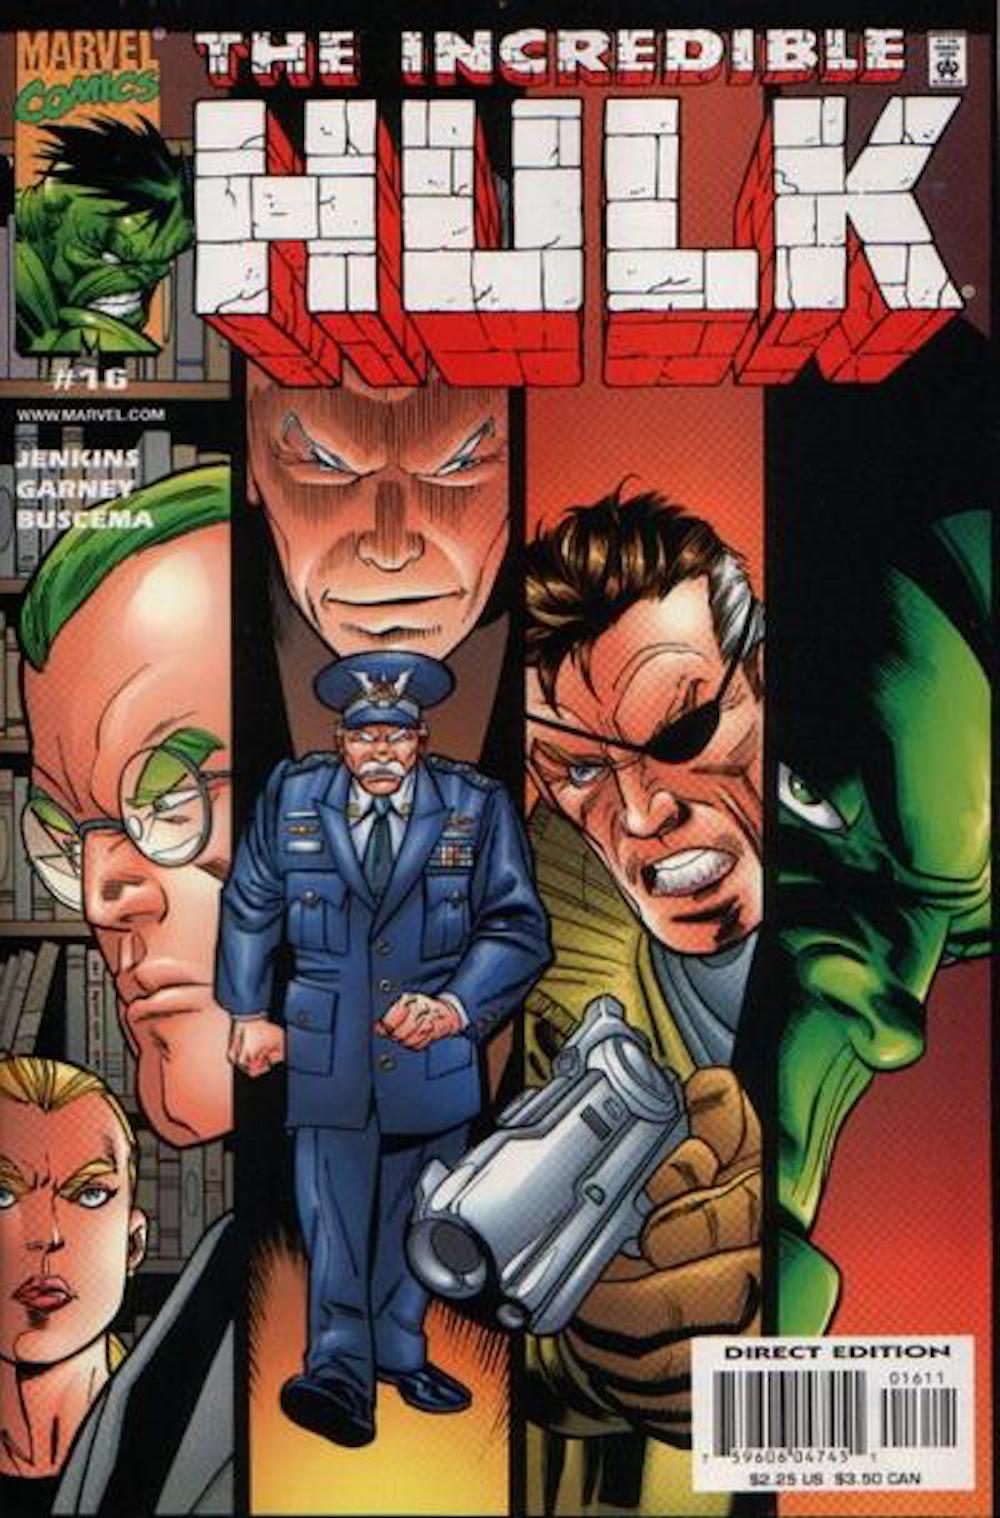 MARVEL
COMICS
THE INCREDIBLE
HULK
#16
WWW.MARVEL.COM
JENKINS
GARNEY
BUSCEMA
DIRECT EDITION
01611
7 59606 04745 1
$2.25 US $3.50 CAN